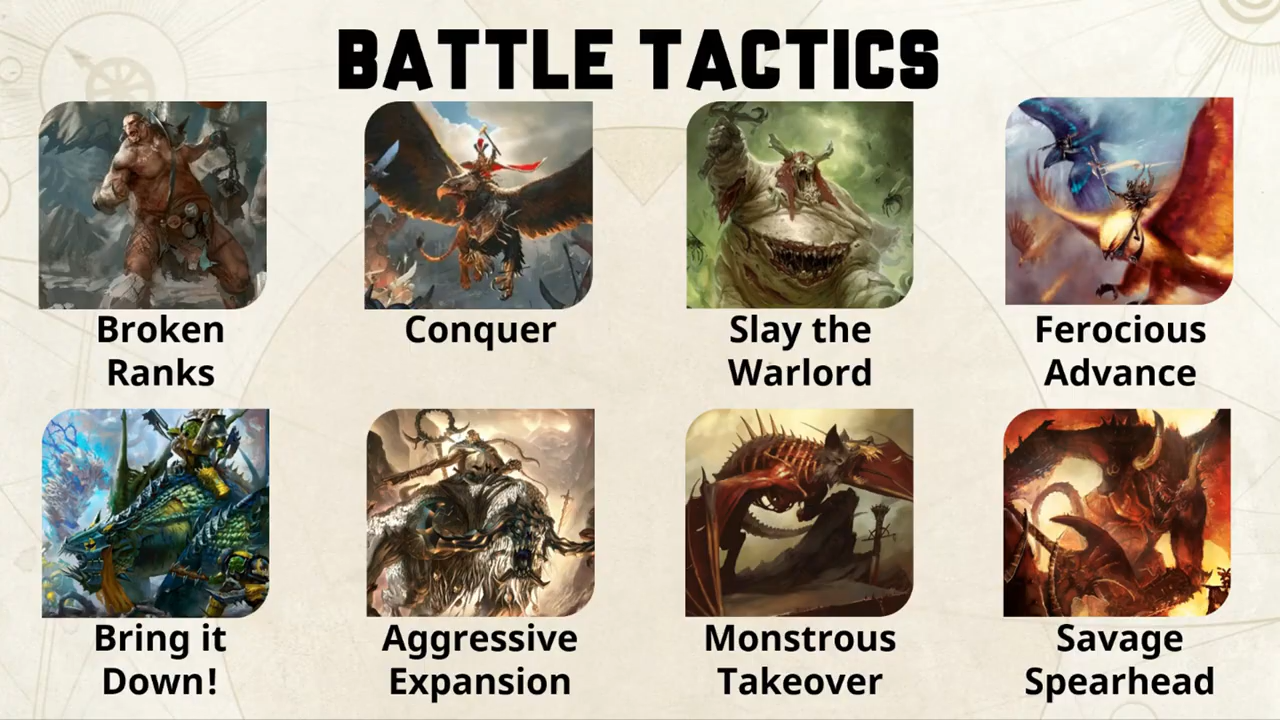 BATTLE TACTICS
Broken
Ranks
Conquer
Slay the
Warlord
Ferocious
Advance
Bring it
Down!
Aggressive
Expansion
Monstrous
Takeover
Savage
Spearhead